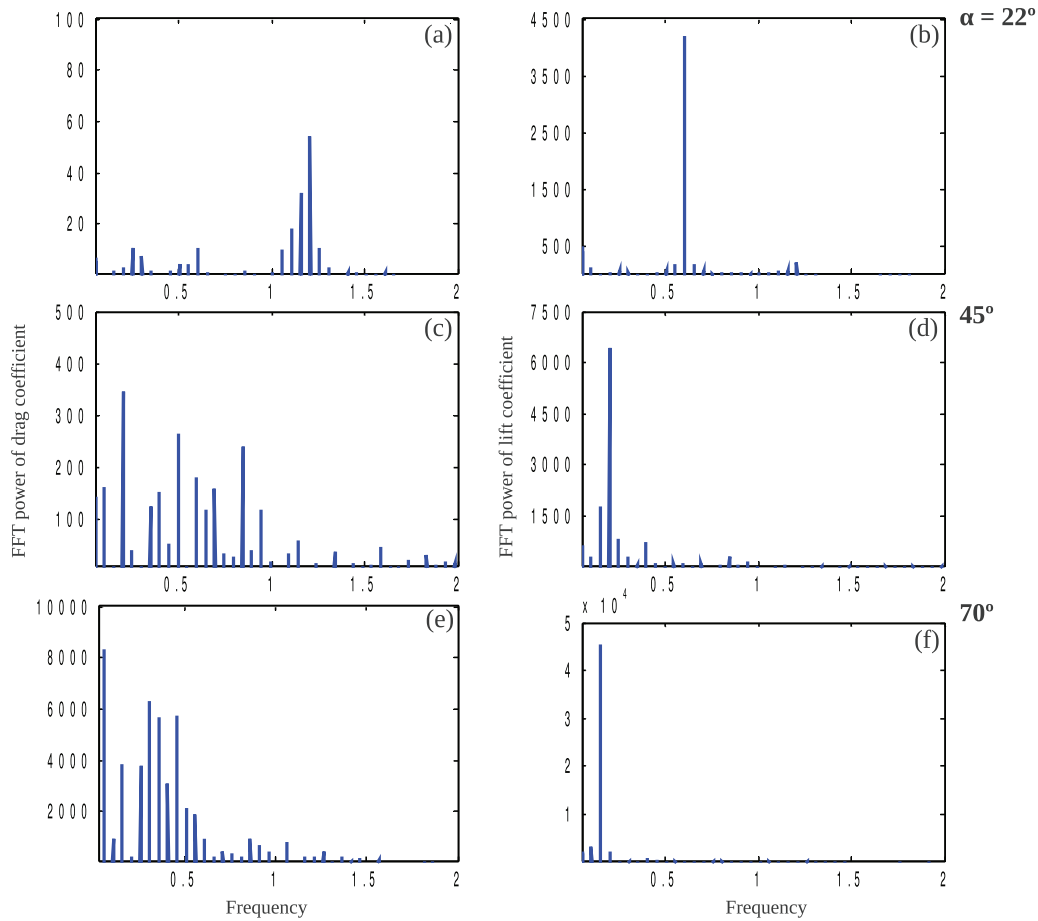 α = 22º
(a)
100
80
60
40
20
0.5 1 1.5 2
(b)
4500
3500
2500
1500
500
0.5 1 1.5 2
45º
FFT power of drag coefficient
(c)
500
400
300
200
100
0.5 1 1.5 2
FFT power of lift coefficient
(d)
7500
6000
4500
3000
1500
0.5 1 1.5 2
70º
(e)
10000
8000
6000
4000
2000
0.5 1 1.5 2
Frequency
x 10^4
(f)
5
4
3
2
1
0.5 1 1.5 2
Frequency